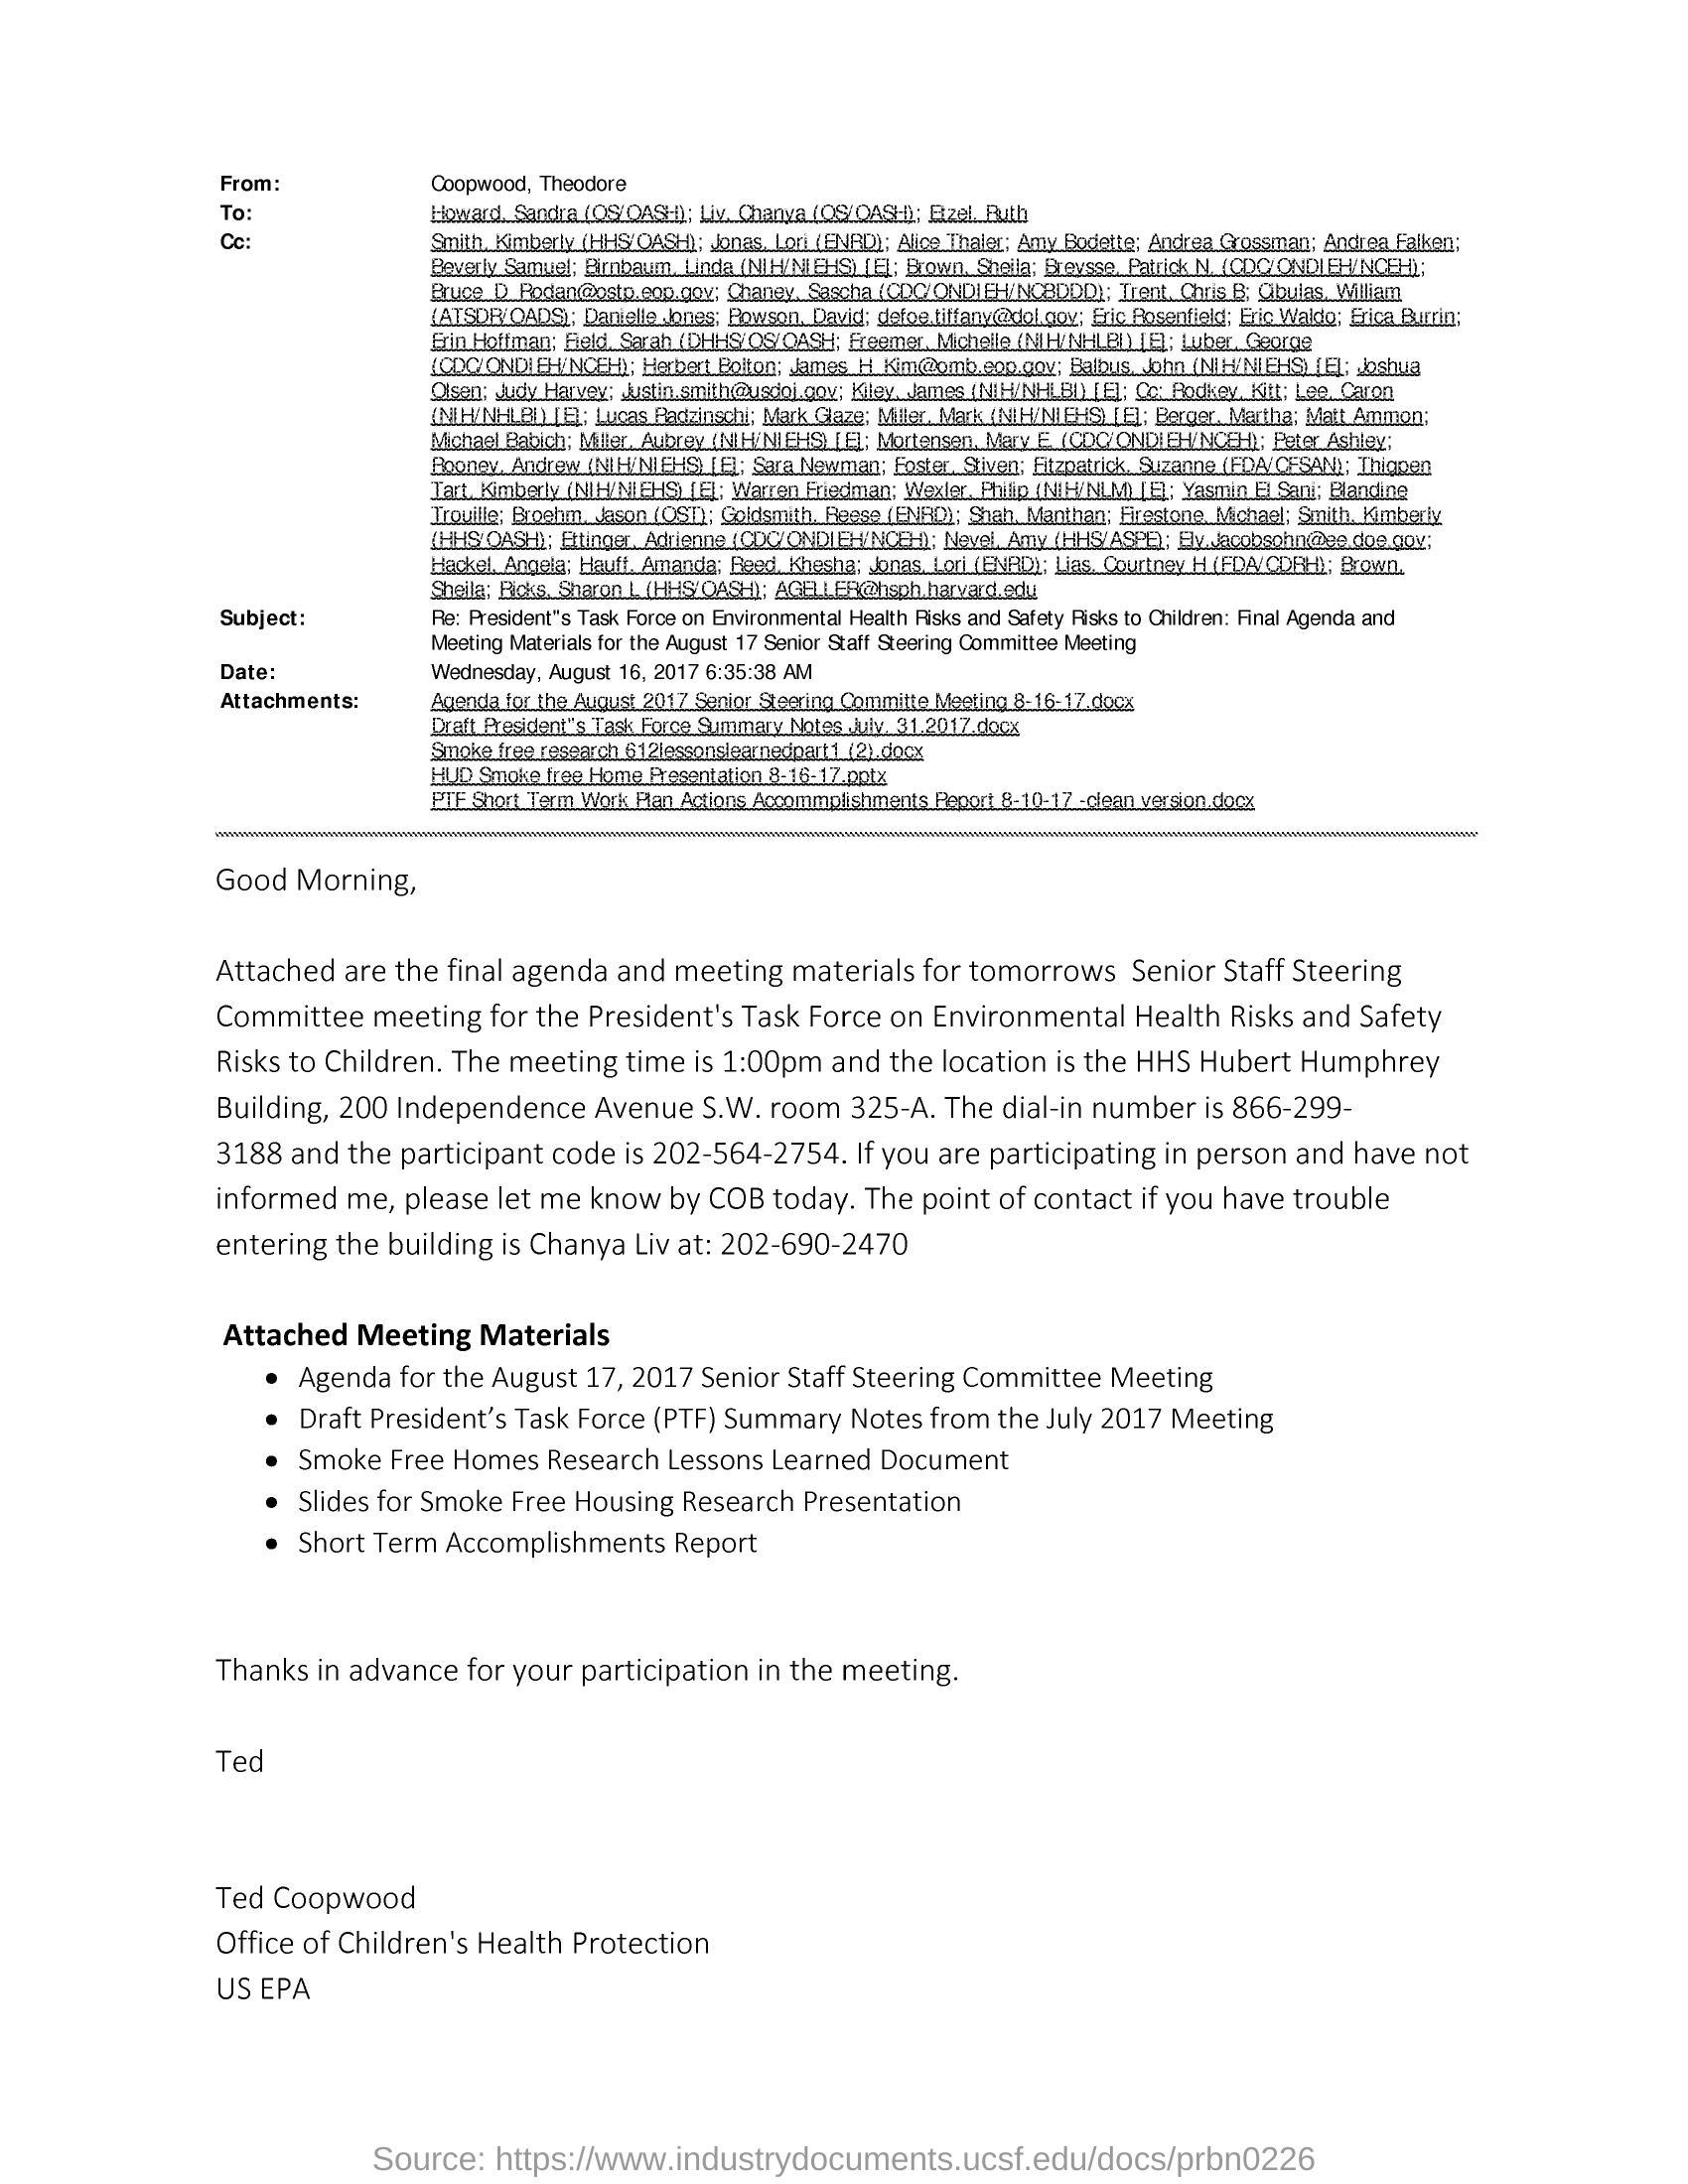 From: Coopwood, Theodore
To: Howard, Sandra (OS/OASH); Liv, Chanya (OS/OASH); Etzel, Ruth
Cc: Smith, Kimberly (HHS/OASH); Jonas, Lori (ENRD); Alice Thaler; Amy Bodette; Andrea Grossman; Andrea Falken;
Beverly Samuel; Birnbaum, Linda (NIH/NIEHS) [E]; Brown, Sheila; Breysse, Patrick N. (CDC/ONDIEH/NCEH);
Bruce_D_Rodan@ostp.eop.gov; Chaney, Sascha (CDC/ONDIEH/NCBDDD); Trent, Chris B; Cibulas, William
(ATSDR/OADS); Danielle Jones; Rowson, David; defoe.tiffany@dol.gov; Eric Rosenfield; Eric Waldo; Erica Burrin;
Erin Hoffman; Field, Sarah (DHHS/OS/OASH; Freemer, Michelle (NIH/NHLBI) [E]; Luber, George
(CDC/ONDIEH/NCEH); Herbert Bolton; James_H_Kim@omb.eop.gov; Balbus, John (NIH/NIEHS) [E]; Joshua
Olsen; Judy Harvey; Justin.smith@usdoj.gov; Kiley, James (NIH/NHLBI) [E]; Cc: Rodkey, Kitt; Lee, Caron
(NIH/NHLBI) [E]; Lucas Radzinschi; Mark Glaze; Miller, Mark (NIH/NIEHS) [E]; Berger, Martha; Matt Ammon;
Michael Babich; Miller, Aubrey (NIH/NIEHS) [E]; Mortensen, Mary E. (CDC/ONDIEH/NCEH); Peter Ashley;
Rooney, Andrew (NIH/NIEHS) [E]; Sara Newman; Foster, Stiven; Fitzpatrick, Suzanne (FDA/CFSAN); Thigpen
Tart, Kimberly (NIH/NIEHS) [E]; Warren Friedman; Wexler, Philip (NIH/NLM) [E]; Yasmin El Sani; Blandine
Trouille; Broehm, Jason (OST); Goldsmith, Reese (ENRD); Shah, Manthan; Firestone, Michael; Smith, Kimberly
(HHS/OASH); Ettinger, Adrienne (CDC/ONDIEH/NCEH); Nevel, Amy (HHS/ASPE); Ely.Jacobsohn@ee.doe.gov;
Hackel, Angela; Hauff, Amanda; Reed, Khesha; Jonas, Lori (ENRD); Lias, Courtney H (FDA/CDRH); Brown,
Sheila; Ricks, Sharon L (HHS/OASH); AGELLER@hsph.harvard.edu
Subject: Re: President"s Task Force on Environmental Health Risks and Safety Risks to Children: Final Agenda and
Meeting Materials for the August 17 Senior Staff Steering Committee Meeting
Date: Wednesday, August 16, 2017 6:35:38 AM
Attachments: Agenda for the August 2017 Senior Steering Committe Meeting 8-16-17.docx
Draft President"s Task Force Summary Notes July, 31.2017.docx
Smoke free research 612lessonslearnedpart1 (2).docx
HUD Smoke free Home Presentation 8-16-17.pptx
PTF Short Term Work Plan Actions Accommplishments Report 8-10-17 -clean version.docx
Good Morning,
Attached are the final agenda and meeting materials for tomorrows Senior Staff Steering
Committee meeting for the President's Task Force on Environmental Health Risks and Safety
Risks to Children. The meeting time is 1:00pm and the location is the HHS Hubert Humphrey
Building, 200 Independence Avenue S.W. room 325-A. The dial-in number is 866-299-
3188 and the participant code is 202-564-2754. If you are participating in person and have not
informed me, please let me know by COB today. The point of contact if you have trouble
entering the building is Chanya Liv at: 202-690-2470
Attached Meeting Materials
• Agenda for the August 17, 2017 Senior Staff Steering Committee Meeting
• Draft President’s Task Force (PTF) Summary Notes from the July 2017 Meeting
• Smoke Free Homes Research Lessons Learned Document
• Slides for Smoke Free Housing Research Presentation
• Short Term Accomplishments Report
Thanks in advance for your participation in the meeting.
Ted
Ted Coopwood
Office of Children's Health Protection
US EPA
Source: https://www.industrydocuments.ucsf.edu/docs/prbn0226